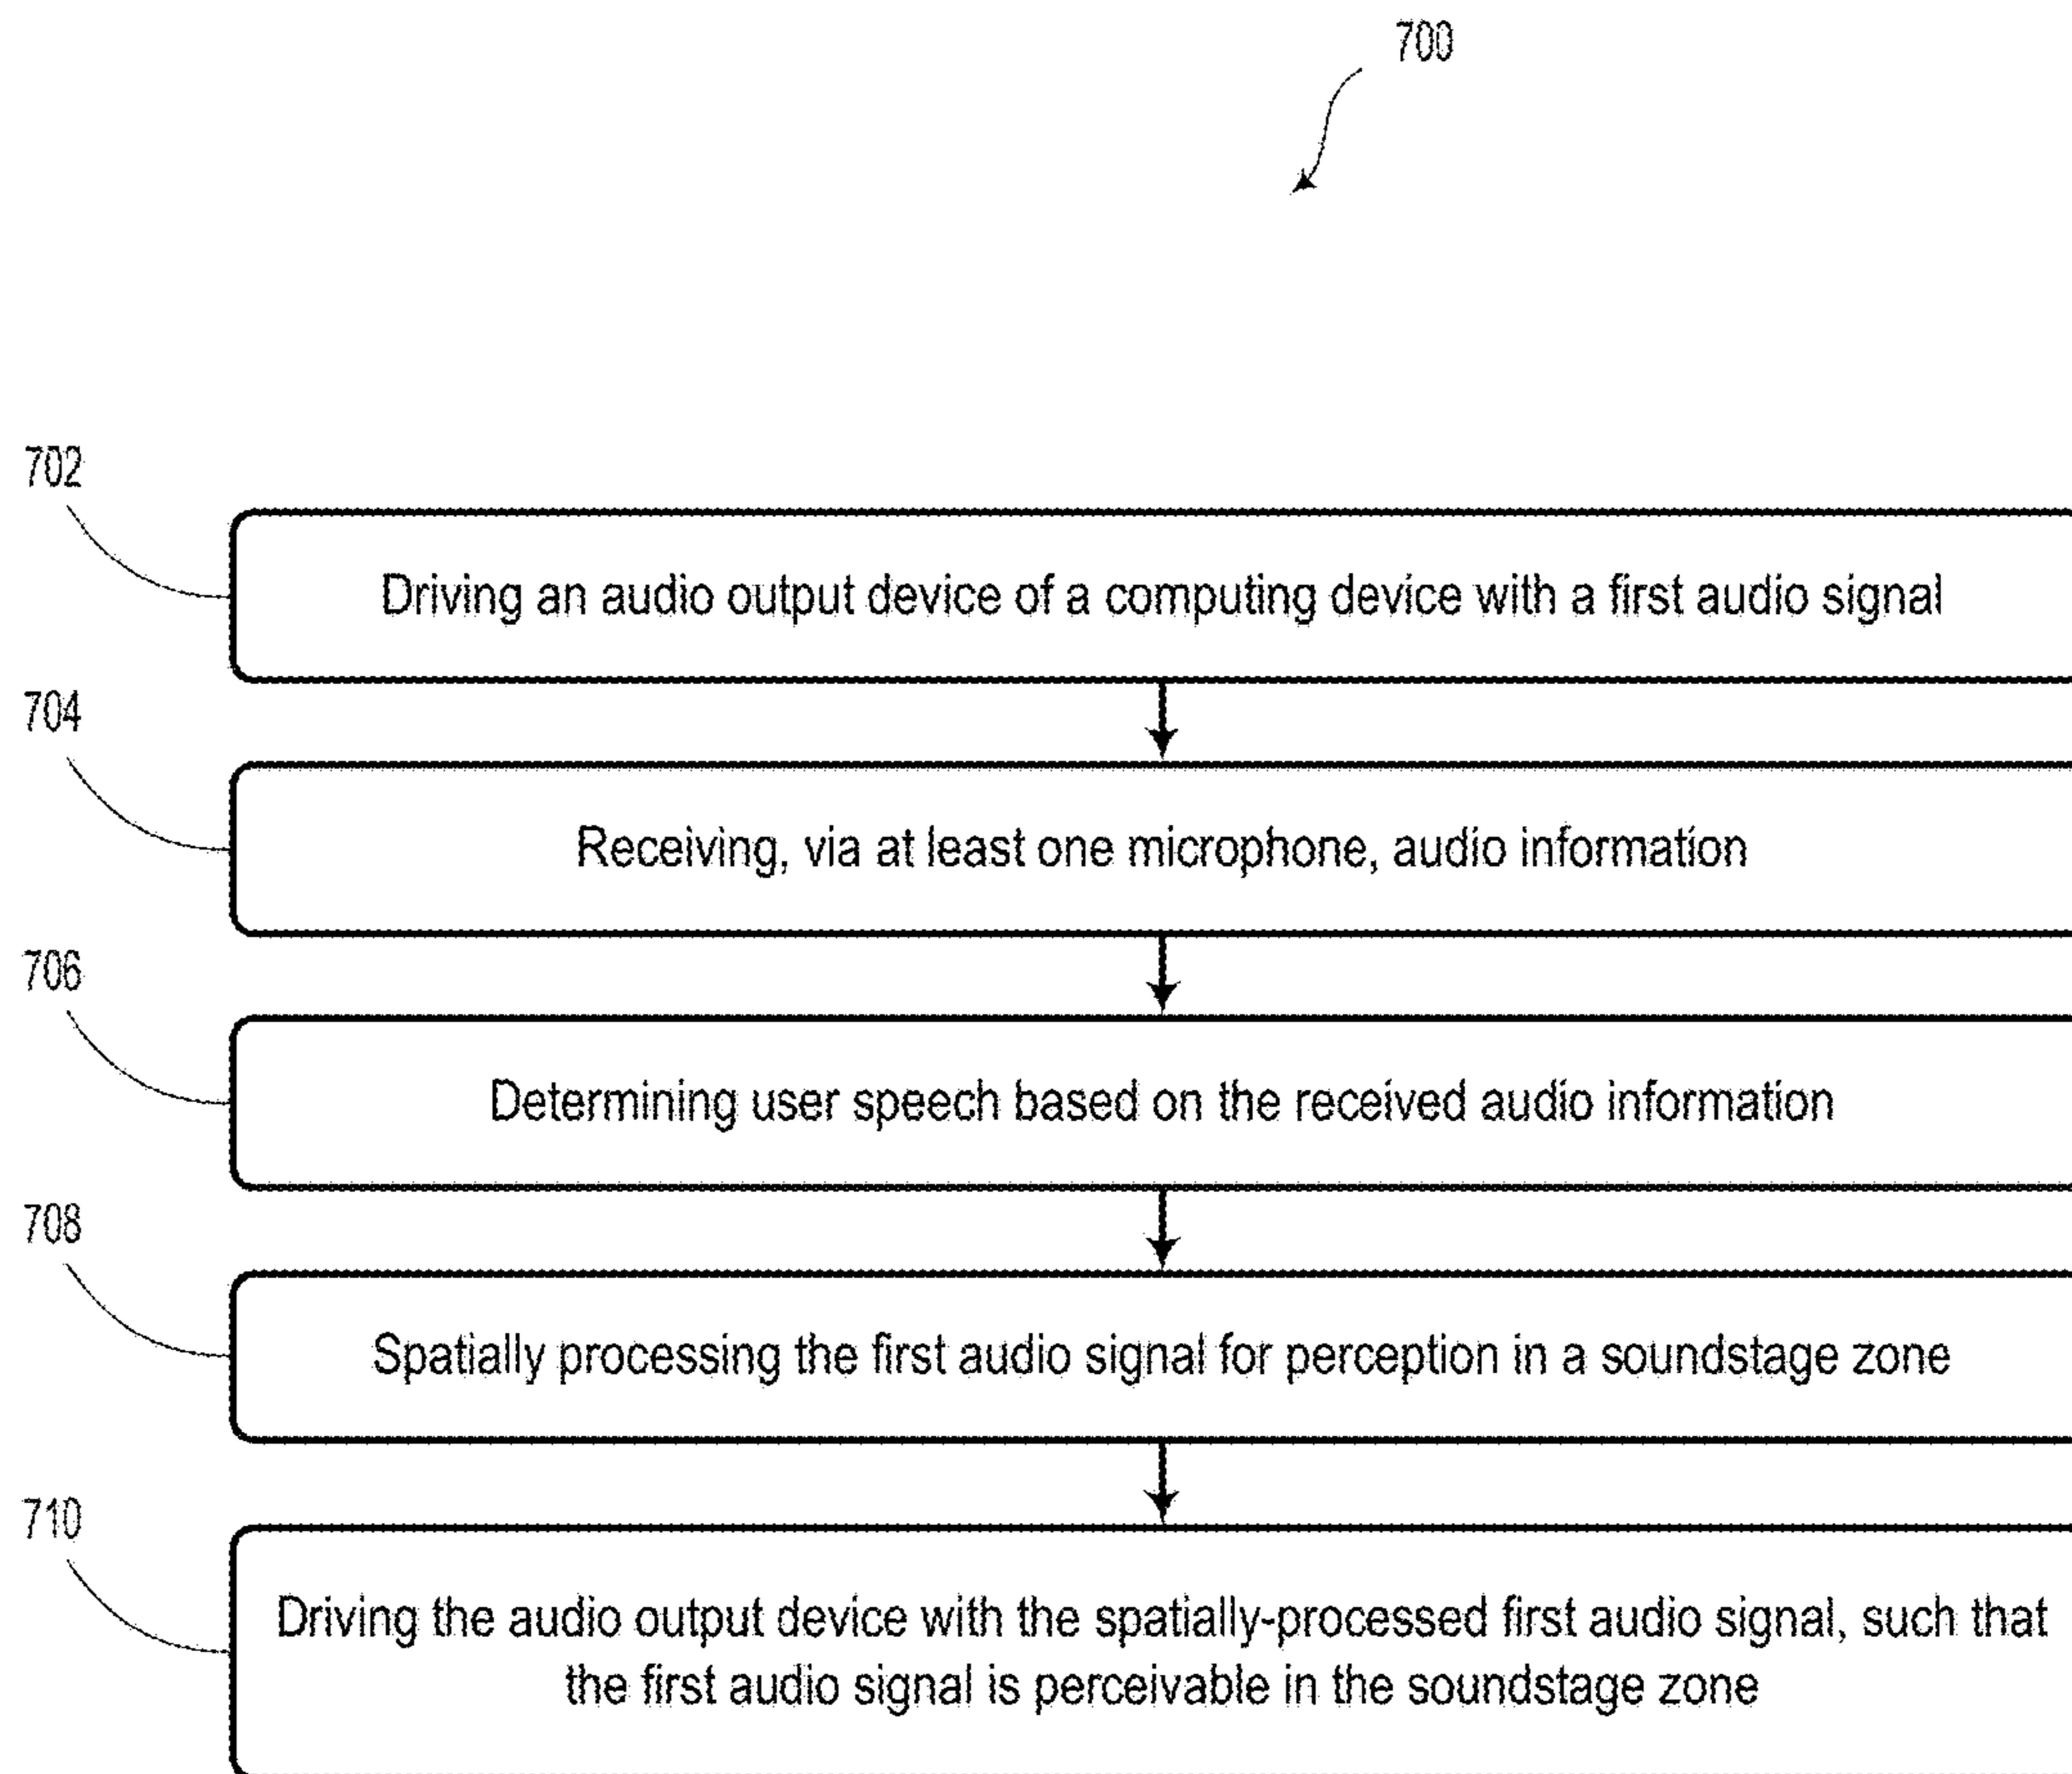 700
702
Driving an audio output device of a computing device with a first audio signal
704
Receiving, via at least one microphone, audio information
706
Determining user speech based on the received audio information
708
Spatially processing the first audio signal for perception in a soundstage zone
710
Driving the audio output device with the spatially-processed first audio signal, such that
the first audio signal is perceivable in the soundstage zone